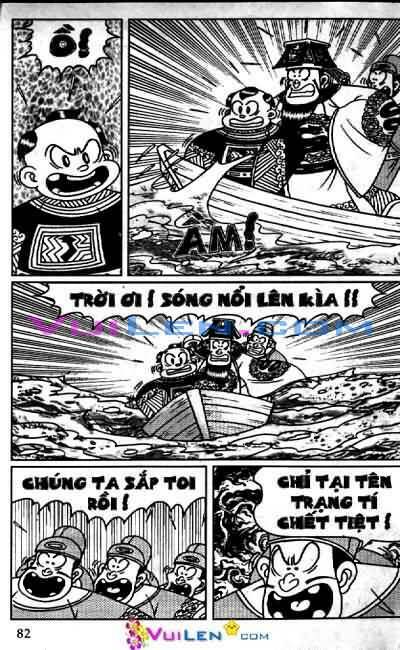 Ồ!
ẦM!
TRỜI ƠI! SÓNG NỔI LÊN KÌA!!
VUILEN.COM
CHÚNG TA SẮP TOI
RỒI!
CHỈ TẠI TÊN
TRẠNG TÍ
CHẾT TIỆT!
82
VUILEN.COM